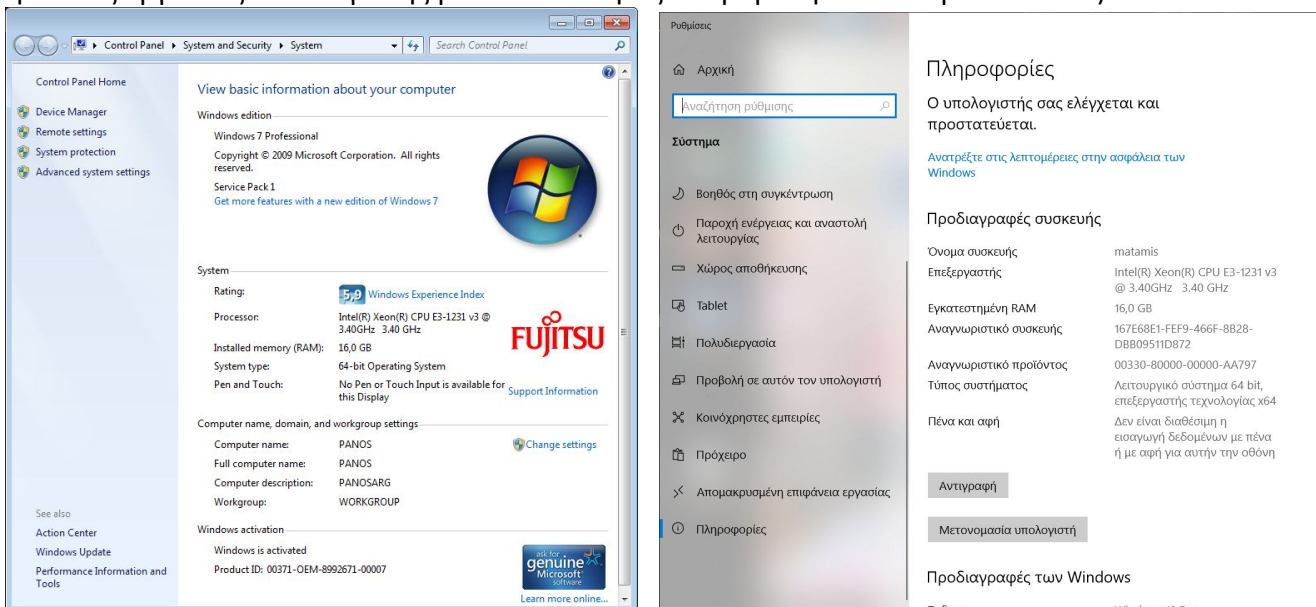 Control Panel ▸ System and Security ▸ System
Search Control Panel
Control Panel Home
Device Manager
Remote settings
System protection
Advanced system settings
See also
Action Center
Windows Update
Performance Information and
Tools
View basic information about your computer
Windows edition
Windows 7 Professional
Copyright © 2009 Microsoft Corporation. All rights
reserved.
Service Pack 1
Get more features with a new edition of Windows 7
System
Rating:
5,9 Windows Experience Index
Processor:
Intel(R) Xeon(R) CPU E3-1231 v3 @
3.40GHz 3.40 GHz
Installed memory (RAM):
16,0 GB
System type:
64-bit Operating System
Pen and Touch:
No Pen or Touch Input is available for
this Display
FUJITSU
Support Information
Computer name, domain, and workgroup settings
Computer name:
PANOS
Change settings
Full computer name:
PANOS
Computer description:
PANOSARG
Workgroup:
WORKGROUP
Windows activation
Windows is activated
Product ID: 00371-OEM-8992671-00007
ask for
genuine
Microsoft
software
Learn more online...
Ρυθμίσεις
Αρχική
Αναζήτηση ρύθμισης
Σύστημα
Βοηθός στη συγκέντρωση
Παροχή ενέργειας και αναστολή
λειτουργίας
Χώρος αποθήκευσης
Tablet
Πολυδιεργασία
Προβολή σε αυτόν τον υπολογιστή
Κοινόχρηστες εμπειρίες
Πρόχειρο
Απομακρυσμένη επιφάνεια εργασίας
Πληροφορίες
Πληροφορίες
Ο υπολογιστής σας ελέγχεται και
προστατεύεται.
Ανατρέξτε στις λεπτομέρειες στην ασφάλεια των
Windows
Προδιαγραφές συσκευής
Όνομα συσκευής
matamis
Επεξεργαστής
Intel(R) Xeon(R) CPU E3-1231 v3
@ 3.40GHz 3.40 GHz
Εγκατεστημένη RAM
16,0 GB
Αναγνωριστικό συσκευής
167E68E1-FEF9-466F-8B28-
DBB09511D872
Αναγνωριστικό προϊόντος
00330-80000-00000-AA797
Τύπος συστήματος
Λειτουργικό σύστημα 64 bit,
επεξεργαστής τεχνολογίας x64
Πένα και αφή
Δεν είναι διαθέσιμη η
εισαγωγή δεδομένων με πένα
ή με αφή για αυτήν την οθόνη
Αντιγραφή
Μετονομασία υπολογιστή
Προδιαγραφές των Windows